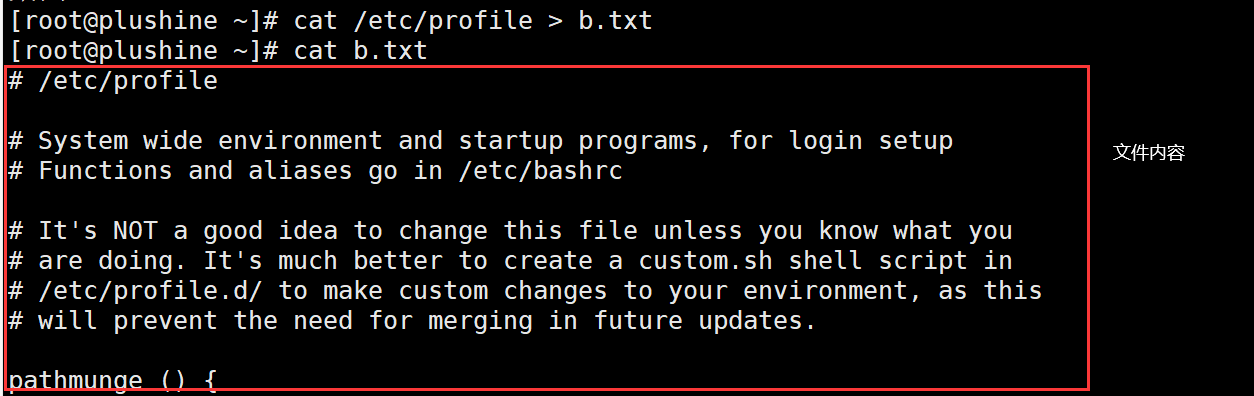 [root@plushine ~]# cat /etc/profile > b.txt
[root@plushine ~]# cat b.txt
# /etc/profile
# System wide environment and startup programs, for login setup
文件内容
# Functions and aliases go in /etc/bashrc
# It's NOT a good idea to change this file unless you know what you
# are doing. It's much better to create a custom.sh shell script in
# /etc/profile.d/ to make custom changes to your environment, as this
# will prevent the need for merging in future updates.
pathmunge () {